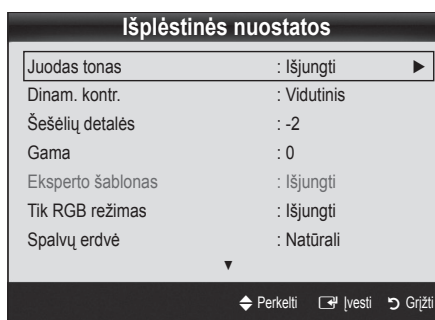 Išplėstinės nuostatos
Juodas tonas : Išjungti ►
Dinam. kontr. : Vidutinis
Šešėlių detalės : -2
Gama : 0
Eksperto šablonas : Išjungti
Tik RGB režimas : Išjungti
Spalvų erdvė : Natūrali
▼
Perkelti Įvesti Grįžti